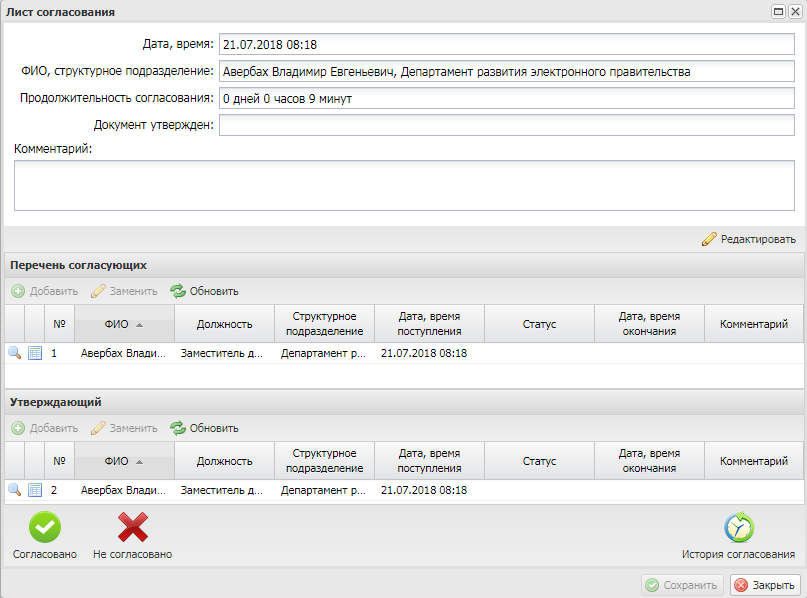 Лист согласования
Дата, время: 21.07.2018 08:18
ФИО, структурное подразделение: Авербах Владимир Евгеньевич, Департамент развития электронного правительства
Продолжительность согласования: 0 дней 0 часов 9 минут
Документ утвержден:
Комментарий:
Редактировать
Перечень согласующих
Добавить Заменить Обновить
№ ФИО Должность Структурное подразделение Дата, время поступления Статус Дата, время окончания Комментарий
1 Авербах Влади... Заместитель д... Департамент р... 21.07.2018 08:18
Утверждающий
Добавить Заменить Обновить
№ ФИО Должность Структурное подразделение Дата, время поступления Статус Дата, время окончания Комментарий
2 Авербах Влади... Заместитель д... Департамент р... 21.07.2018 08:18
Согласовано Не согласовано История согласования
Сохранить Закрыть